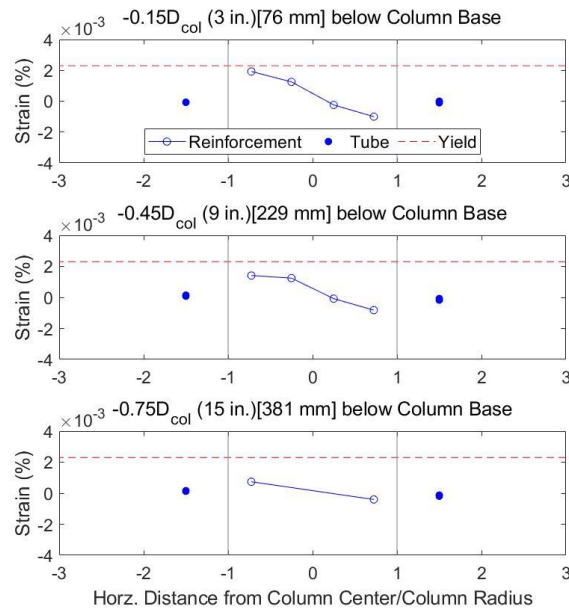 -0.15D_col (3 in.)[76 mm] below Column Base
×10^-3
4
2
0
-2
-4
Strain (%)
Reinforcement Tube Yield
-3 -2 -1 0 1 2 3
-0.45D_col (9 in.)[229 mm] below Column Base
×10^-3
4
2
0
-2
-4
Strain (%)
-3 -2 -1 0 1 2 3
-0.75D_col (15 in.)[381 mm] below Column Base
×10^-3
4
2
0
-2
-4
Strain (%)
-3 -2 -1 0 1 2 3
Horz. Distance from Column Center/Column Radius